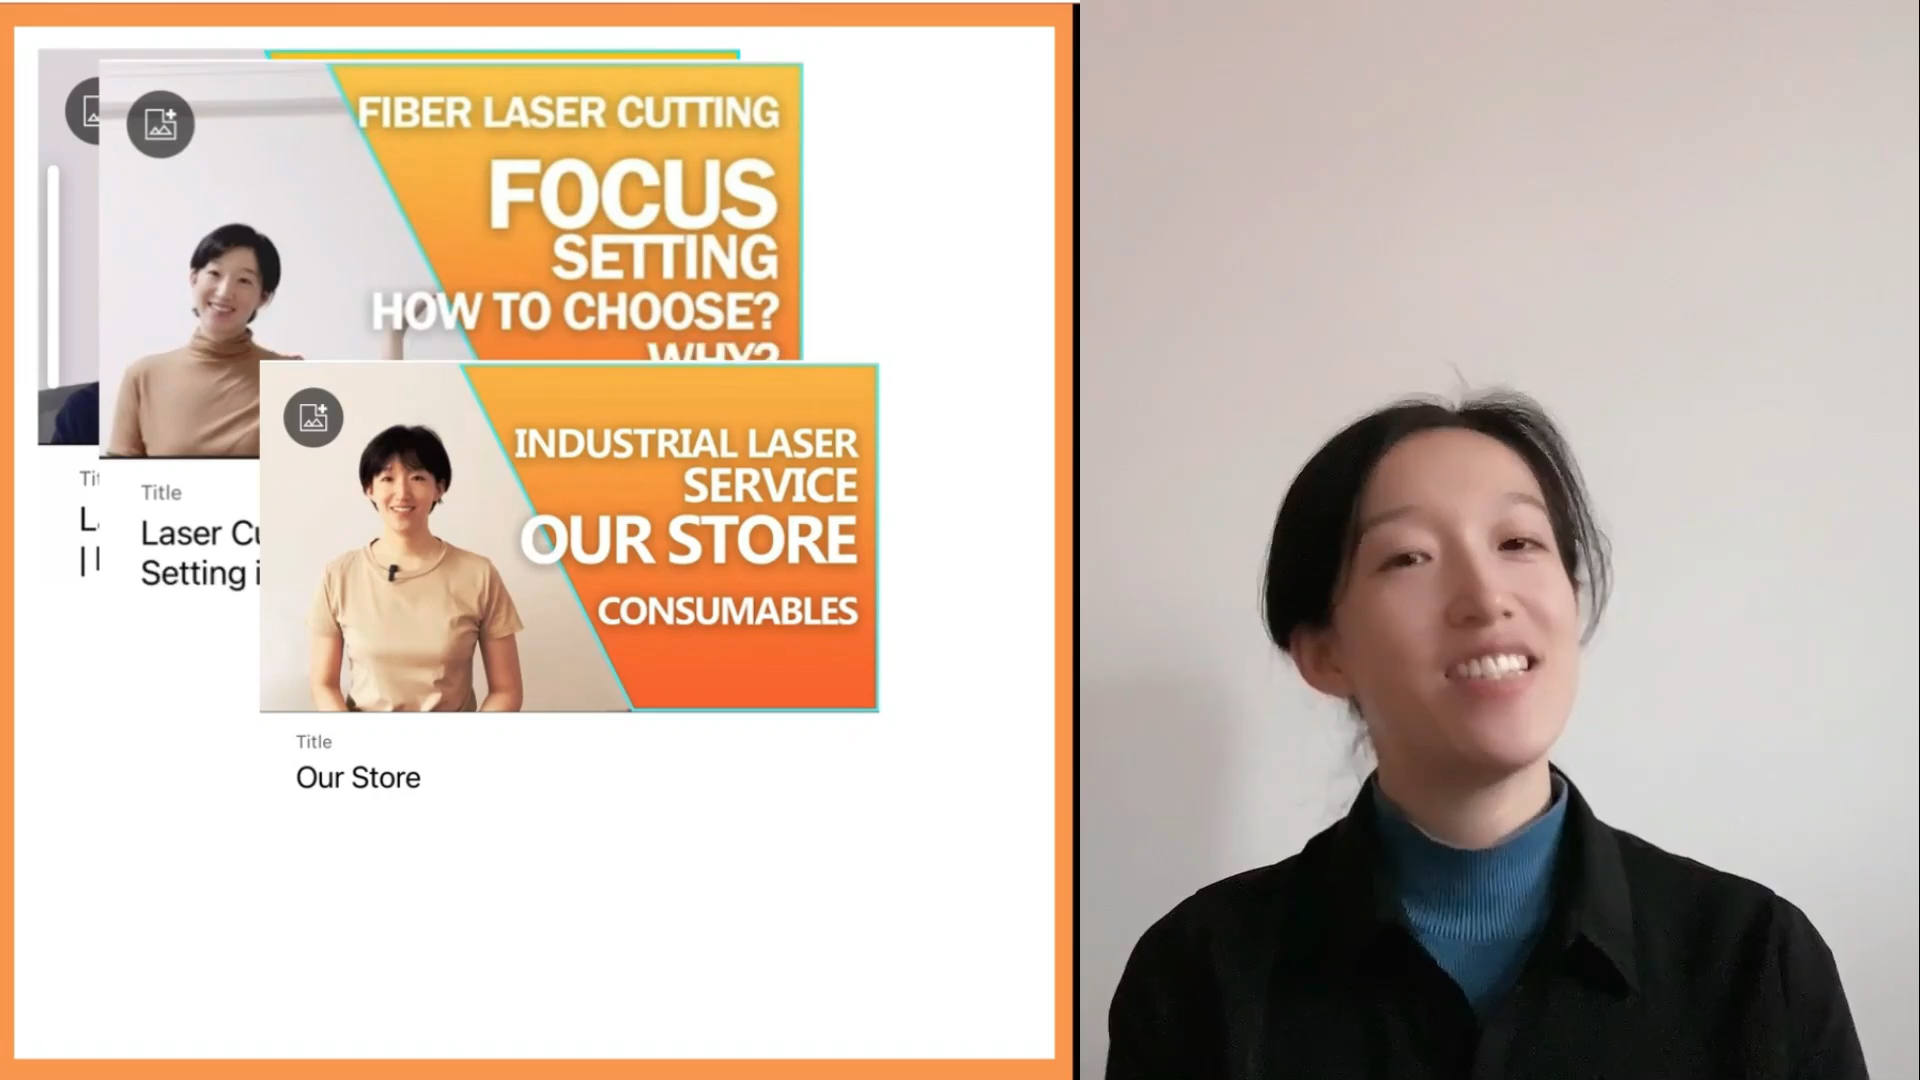 FIBER LASER CUTTING
FOCUS
SETTING
HOW TO CHOOSE?
WHY?
Title
Laser
Setting
INDUSTRIAL LASER
SERVICE
OUR STORE
CONSUMABLES
Title
Our Store